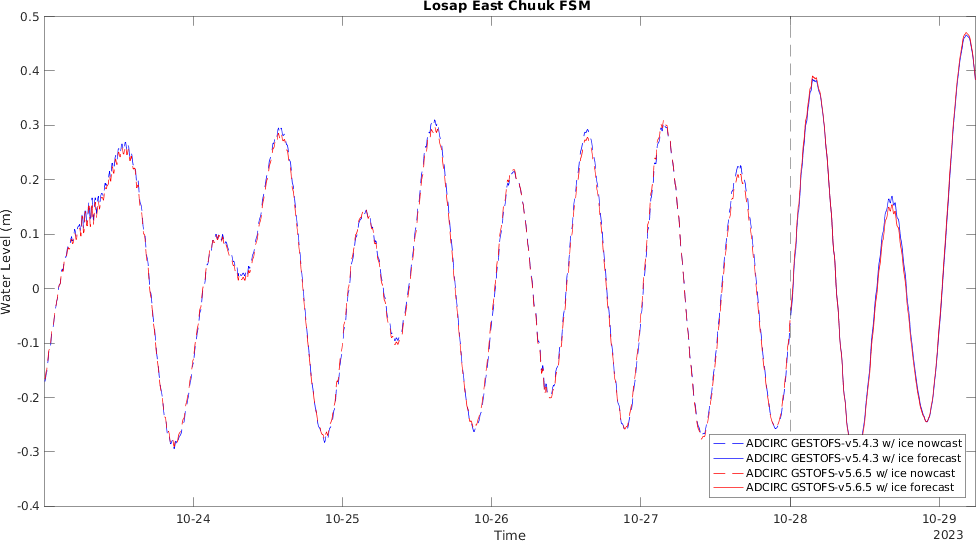 Losap East Chuuk FSM
0.5
0.4
0.3
0.2
0.1
0
-0.1
-0.2
-0.3
-0.4
Water Level (m)
10-24 10-25 10-26 10-27 10-28 10-29
Time
2023
ADCIRC GESTOFS-v5.4.3 w/ ice nowcast
ADCIRC GESTOFS-v5.4.3 w/ ice forecast
ADCIRC GSTOFS-v5.6.5 w/ ice nowcast
ADCIRC GSTOFS-v5.6.5 w/ ice forecast